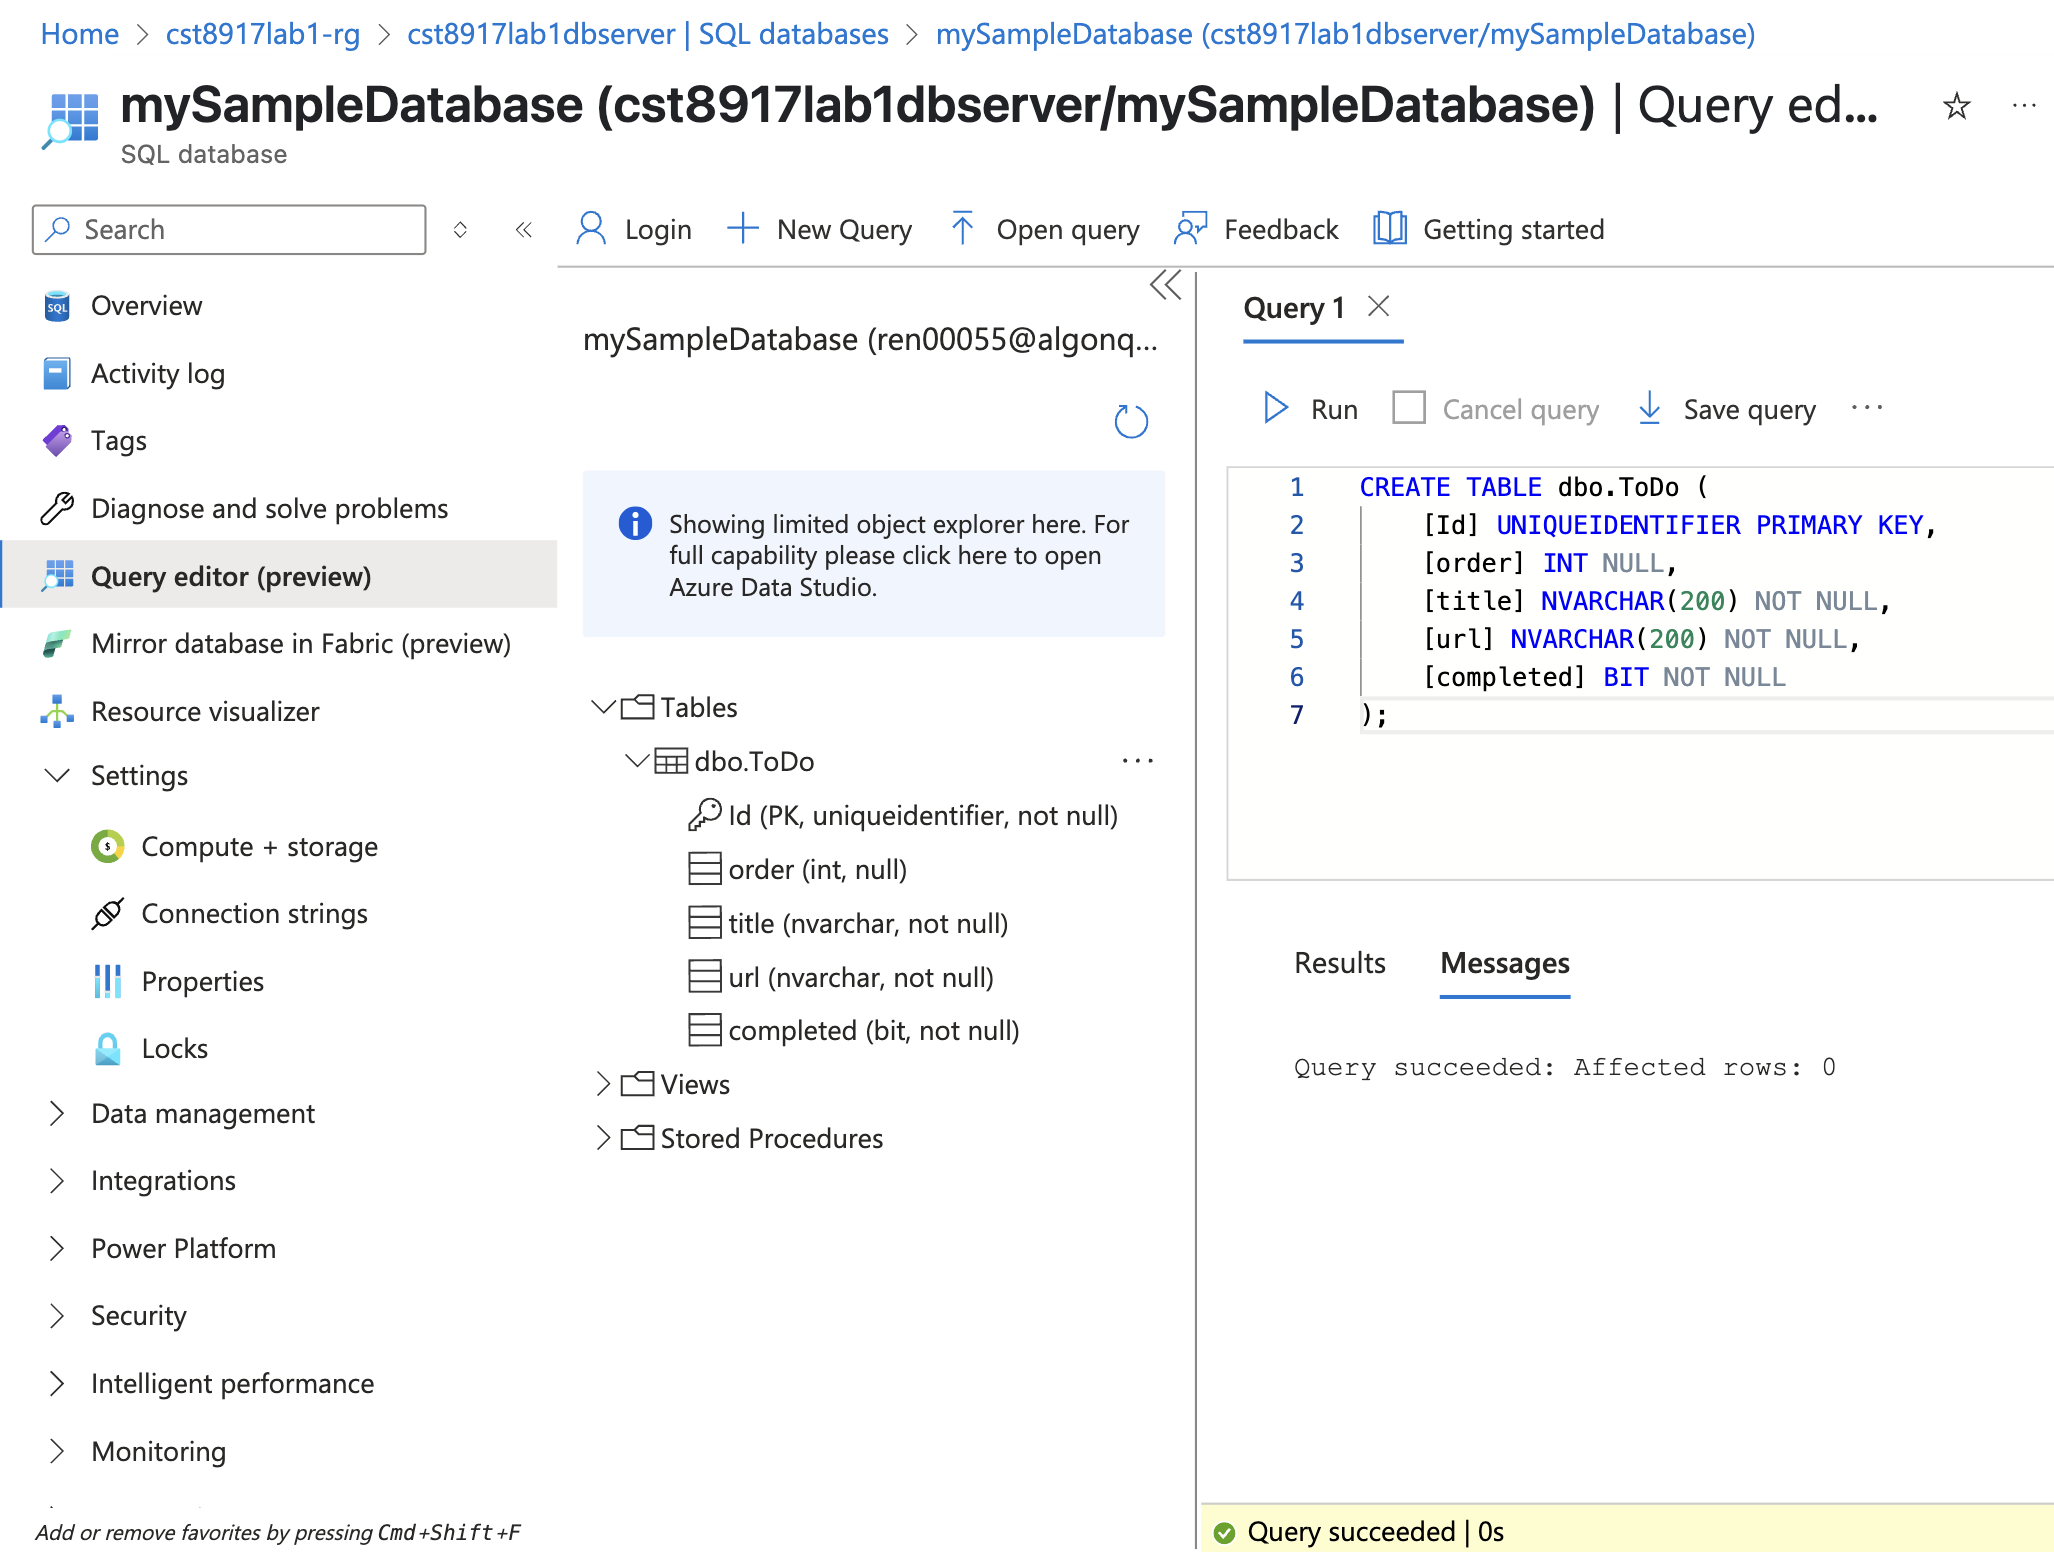 Home > cst8917lab1-rg > cst8917lab1dbserver | SQL databases > mySampleDatabase (cst8917lab1dbserver/mySampleDatabase)
mySampleDatabase (cst8917lab1dbserver/mySampleDatabase) | Query ed...
SQL database
Search
Login
New Query
Open query
Feedback
Getting started
Overview
Activity log
Tags
Diagnose and solve problems
Query editor (preview)
Mirror database in Fabric (preview)
Resource visualizer
Settings
Compute + storage
Connection strings
Properties
Locks
Data management
Integrations
Power Platform
Security
Intelligent performance
Monitoring
Add or remove favorites by pressing Cmd+Shift+F
mySampleDatabase (ren00055@algonq...
Showing limited object explorer here. For
full capability please click here to open
Azure Data Studio.
Tables
dbo.ToDo
Id (PK, uniqueidentifier, not null)
order (int, null)
title (nvarchar, not null)
url (nvarchar, not null)
completed (bit, not null)
Views
Stored Procedures
Query 1
Run
Cancel query
Save query
1 CREATE TABLE dbo.ToDo (
2 [Id] UNIQUEIDENTIFIER PRIMARY KEY,
3 [order] INT NULL,
4 [title] NVARCHAR(200) NOT NULL,
5 [url] NVARCHAR(200) NOT NULL,
6 [completed] BIT NOT NULL
7 );
Results
Messages
Query succeeded: Affected rows: 0
Query succeeded | 0s